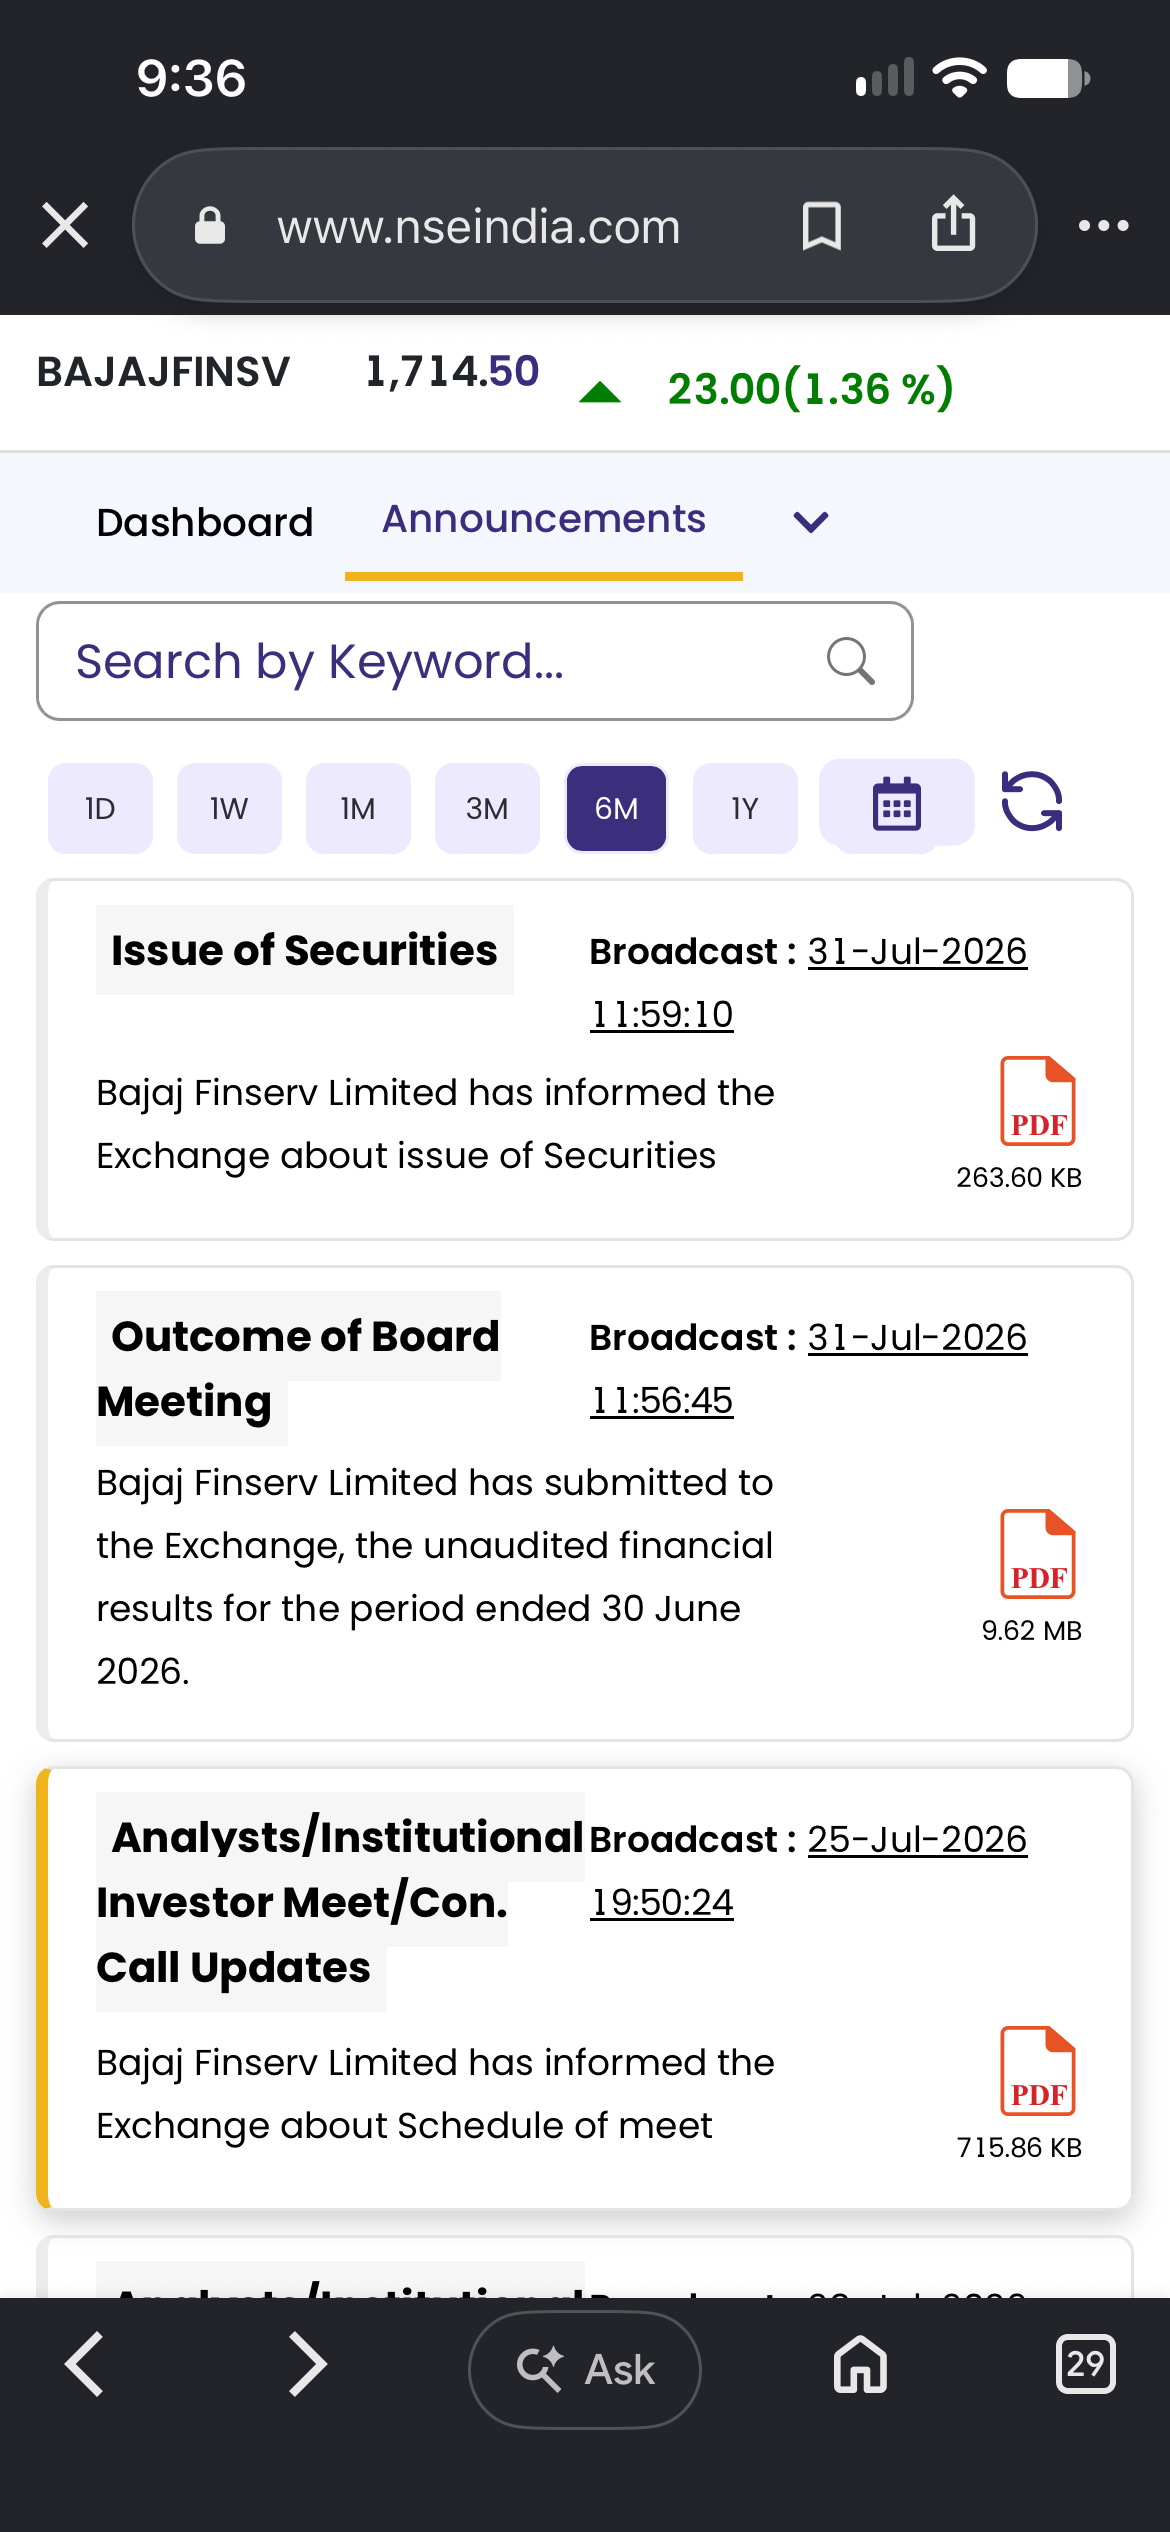 9:36
www.nseindia.com
BAJAJFINSV 1,714.50 23.00(1.36 %)
Dashboard Announcements
Search by Keyword...
1D 1W 1M 3M 6M 1Y
Issue of Securities Broadcast : 31-Jul-2026
11:59:10
Bajaj Finserv Limited has informed the
Exchange about issue of Securities
PDF
263.60 KB
Outcome of Board Broadcast : 31-Jul-2026
Meeting 11:56:45
Bajaj Finserv Limited has submitted to
the Exchange, the unaudited financial
results for the period ended 30 June
2026.
PDF
9.62 MB
Analysts/Institutional Broadcast : 25-Jul-2026
Investor Meet/Con. 19:50:24
Call Updates
Bajaj Finserv Limited has informed the
Exchange about Schedule of meet
PDF
715.86 KB
Analysts/Institutional
Ask
29